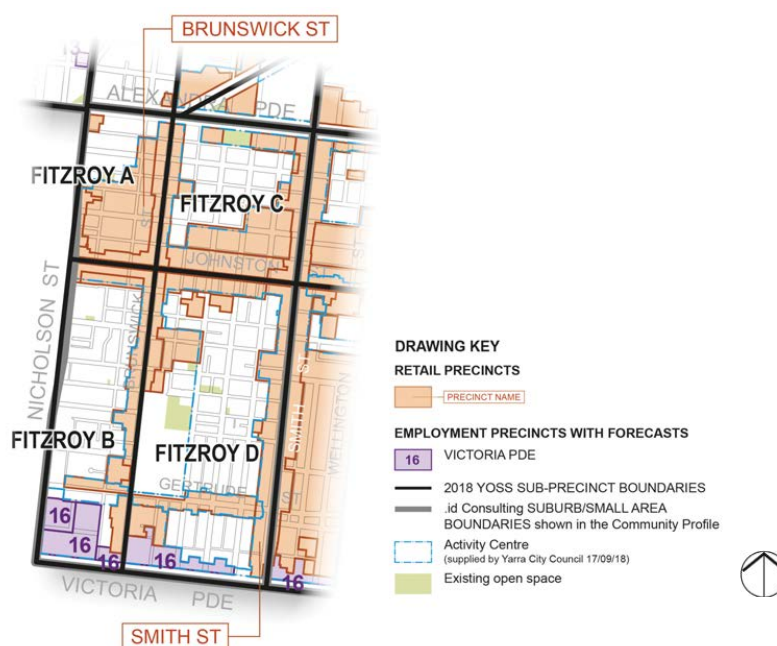 BRUNSWICK ST
ALEXANDRA PDE
FITZROY A
FITZROY C
ST
JOHNSTON ST
ST
NICHOLSON ST
BRUNSWICK
SMITH ST
WELLINGTON
FITZROY B
FITZROY D
GERTRUDE ST
16
16
16
16
16
VICTORIA PDE
SMITH ST
DRAWING KEY
RETAIL PRECINCTS
PRECINCT NAME
EMPLOYMENT PRECINCTS WITH FORECASTS
16 VICTORIA PDE
2018 YOSS SUB-PRECINCT BOUNDARIES
.id Consulting SUBURB/SMALL AREA
BOUNDARIES shown in the Community Profile
Activity Centre
(supplied by Yarra City Council 17/09/18)
Existing open space